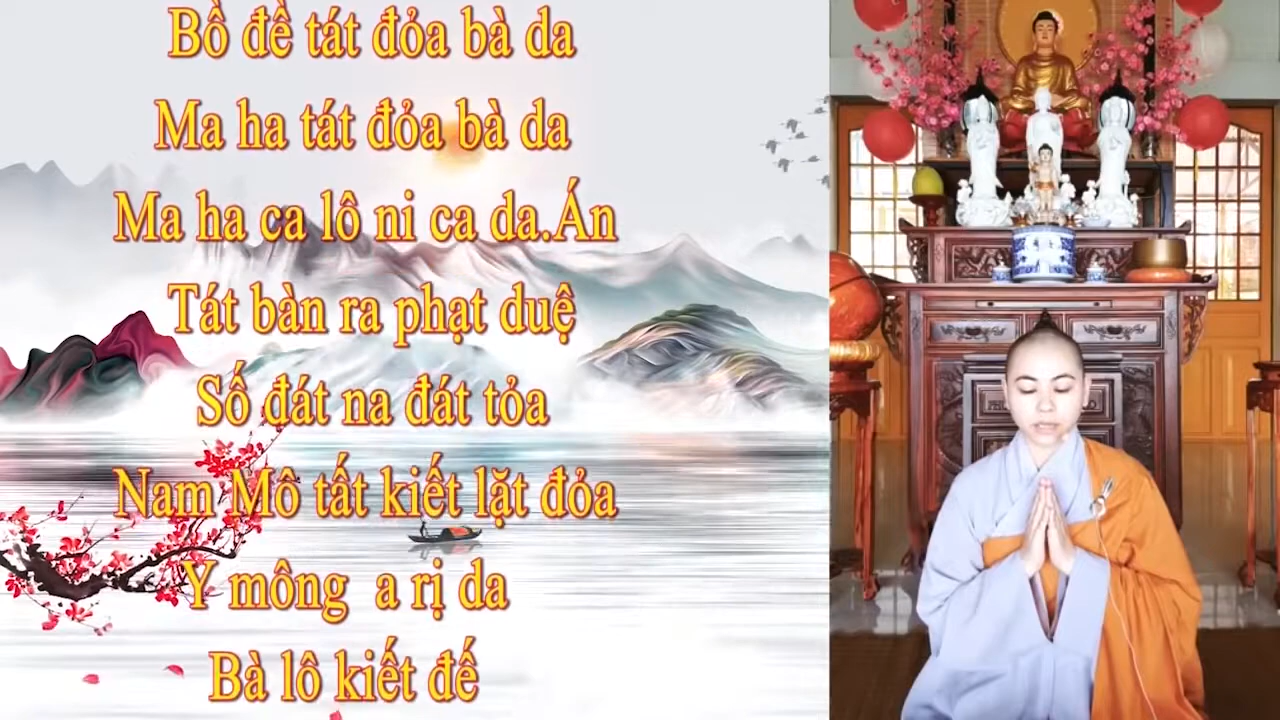 Bồ đề tát đỏa bà da
Ma ha tát đỏa bà da
Ma ha ca lô ni ca da.Án
Tát bàn ra phạt duệ
Số đát na đát tỏa
Nam Mô tất kiết lặt đỏa
Y mông a rị da
Bà lô kiết đế